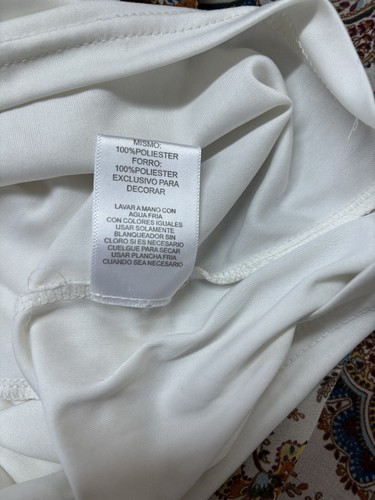 MISMO:
100%POLIESTER
FORRO:
100%POLIESTER
EXCLUSIVO PARA
DECORAR
LAVAR A MANO CON
AGUA FRIA
CON COLORES IGUALES
USAR SOLAMENTE
BLANQUEADOR SIN
CLORO SI ES NECESARIO
CUELGUE PARA SECAR
USAR PLANCHA FRIA
CUANDO SEA NECESARIO